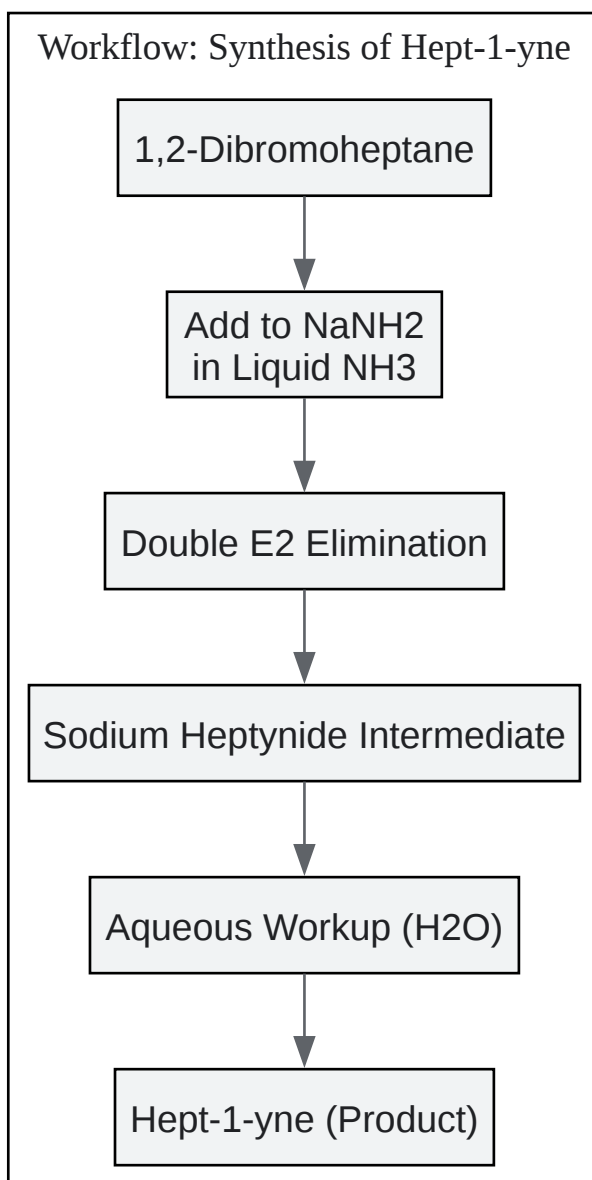 Workflow: Synthesis of Hept-1-yne
1,2-Dibromoheptane
Add to NaNH2
in Liquid NH3
Double E2 Elimination
Sodium Heptynide Intermediate
Aqueous Workup (H2O)
Hept-1-yne (Product)